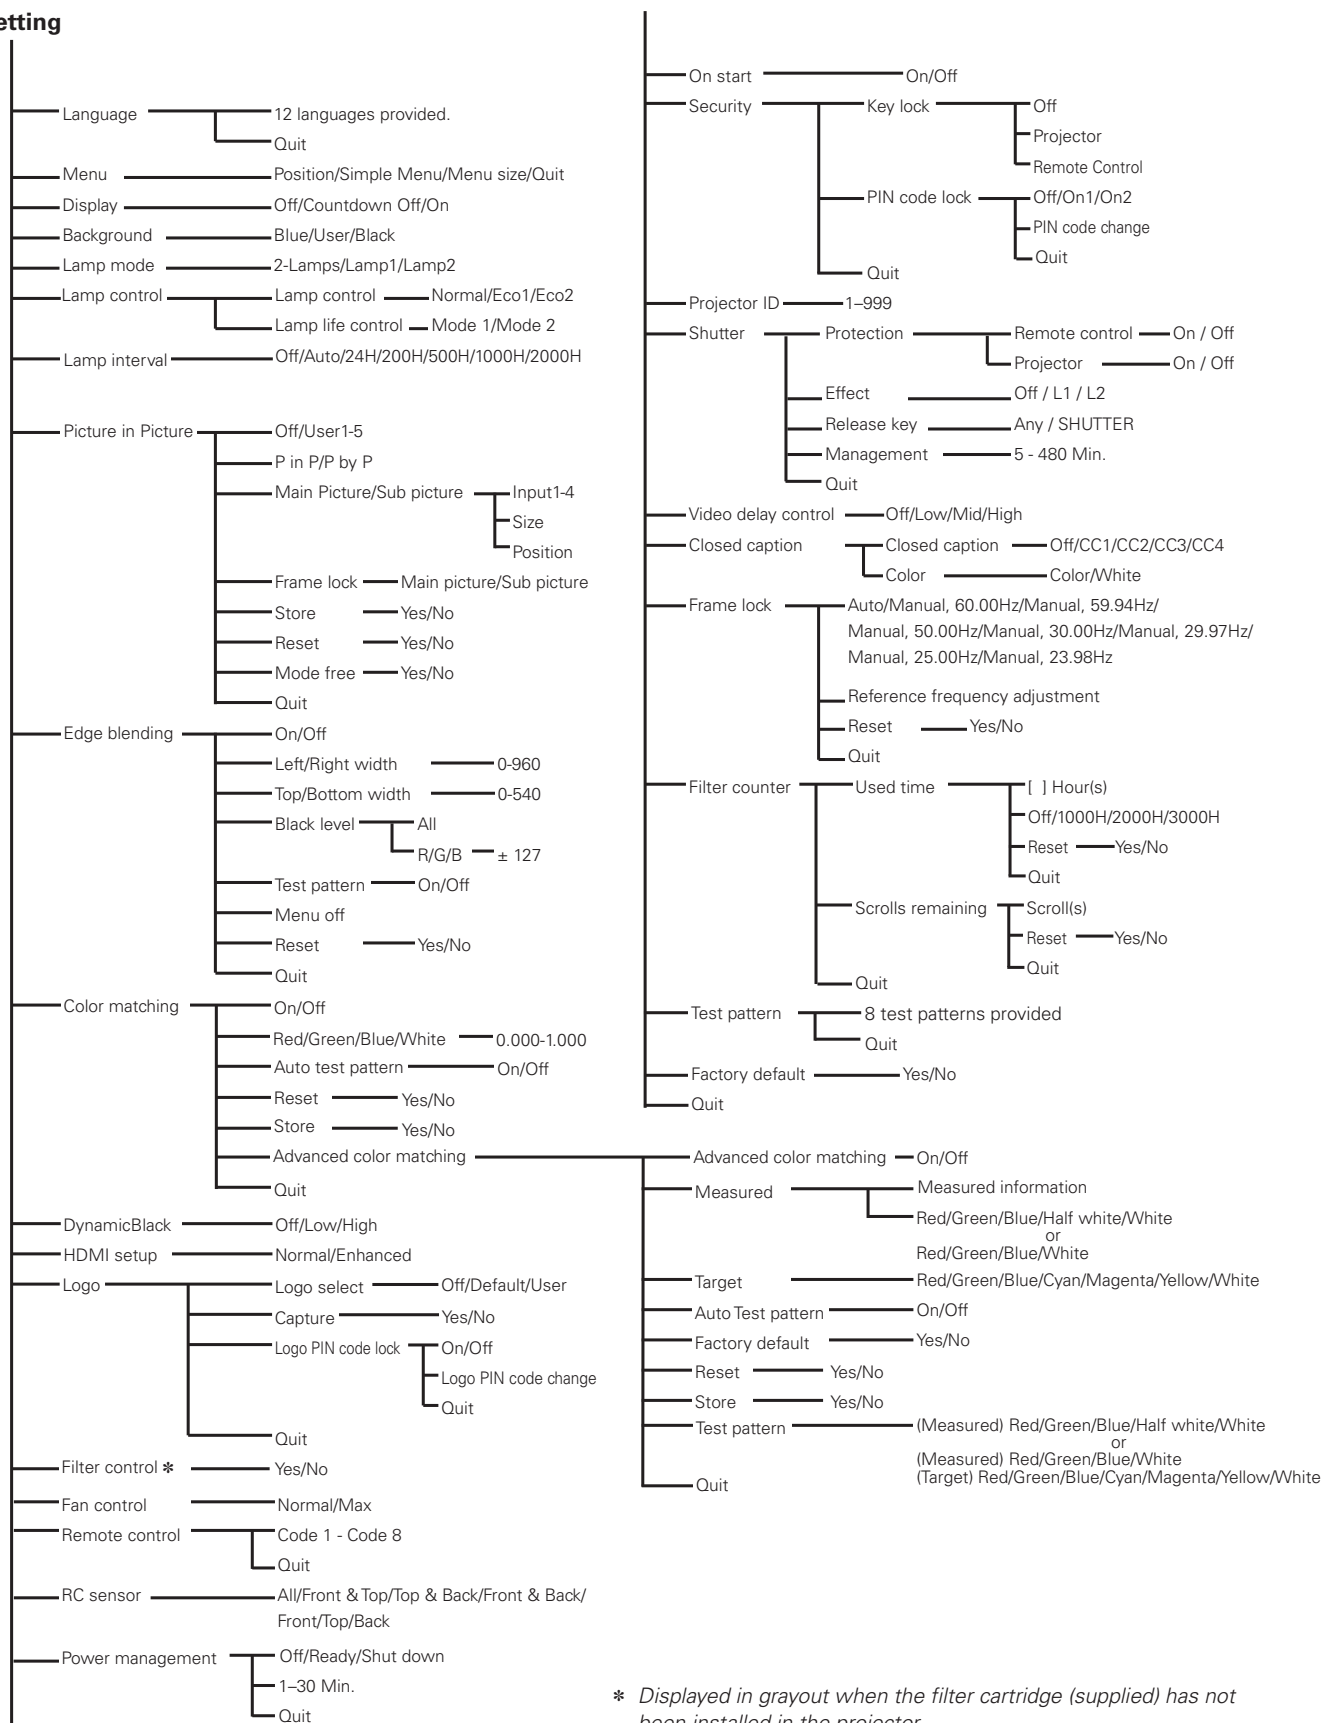 etting
Language 12 languages provided.
Quit
Menu Position/Simple Menu/Menu size/Quit
Display Off/Countdown Off/On
Background Blue/User/Black
Lamp mode 2-Lamps/Lamp1/Lamp2
Lamp control Lamp control Normal/Eco1/Eco2
Lamp life control Mode 1/Mode 2
Lamp interval Off/Auto/24H/200H/500H/1000H/2000H
Picture in Picture Off/User1-5
P in P/P by P
Main Picture/Sub picture Input1-4
Size
Position
Frame lock Main picture/Sub picture
Store Yes/No
Reset Yes/No
Mode free Yes/No
Quit
Edge blending On/Off
Left/Right width 0-960
Top/Bottom width 0-540
Black level All
R/G/B ± 127
Test pattern On/Off
Menu off
Reset Yes/No
Quit
Color matching On/Off
Red/Green/Blue/White 0.000-1.000
Auto test pattern On/Off
Reset Yes/No
Store Yes/No
Advanced color matching
Quit
DynamicBlack Off/Low/High
HDMI setup Normal/Enhanced
Logo Logo select Off/Default/User
Capture Yes/No
Logo PIN code lock On/Off
Logo PIN code change
Quit
Quit
Filter control ✻ Yes/No
Fan control Normal/Max
Remote control Code 1 - Code 8
Quit
RC sensor All/Front & Top/Top & Back/Front & Back/
Front/Top/Back
Power management Off/Ready/Shut down
1–30 Min.
Quit
On start On/Off
Security Key lock Off
Projector
Remote Control
PIN code lock Off/On1/On2
PIN code change
Quit
Quit
Projector ID 1–999
Shutter Protection Remote control On / Off
Projector On / Off
Effect Off / L1 / L2
Release key Any / SHUTTER
Management 5 - 480 Min.
Quit
Video delay control Off/Low/Mid/High
Closed caption Closed caption Off/CC1/CC2/CC3/CC4
Color Color/White
Frame lock Auto/Manual, 60.00Hz/Manual, 59.94Hz/
Manual, 50.00Hz/Manual, 30.00Hz/Manual, 29.97Hz/
Manual, 25.00Hz/Manual, 23.98Hz
Reference frequency adjustment
Reset Yes/No
Quit
Filter counter Used time [ ] Hour(s)
Off/1000H/2000H/3000H
Reset Yes/No
Quit
Scrolls remaining Scroll(s)
Reset Yes/No
Quit
Quit
Test pattern 8 test patterns provided
Quit
Factory default Yes/No
Quit
Advanced color matching On/Off
Measured Measured information
Red/Green/Blue/Half white/White
or
Red/Green/Blue/White
Target Red/Green/Blue/Cyan/Magenta/Yellow/White
Auto Test pattern On/Off
Factory default Yes/No
Reset Yes/No
Store Yes/No
Test pattern (Measured) Red/Green/Blue/Half white/White
or
(Measured) Red/Green/Blue/White
(Target) Red/Green/Blue/Cyan/Magenta/Yellow/White
Quit
✻ Displayed in grayout when the filter cartridge (supplied) has not
been installed in the projector